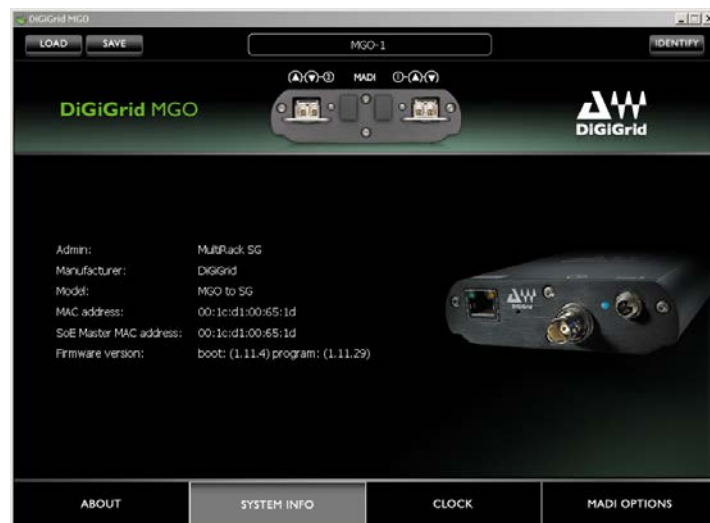 DiGiGrid MGO
LOAD SAVE MGO-1 IDENTIFY
MADI
DiGiGrid MGO
DiGiGrid
Admin: MultiRack SG
Manufacturer: DiGiGrid
Model: MGO to SG
MAC address: 00:1c:d1:00:65:1d
SoE Master MAC address: 00:1c:d1:00:65:1d
Firmware version: boot: (1.11.4) program: (1.11.29)
ABOUT SYSTEM INFO CLOCK MADI OPTIONS